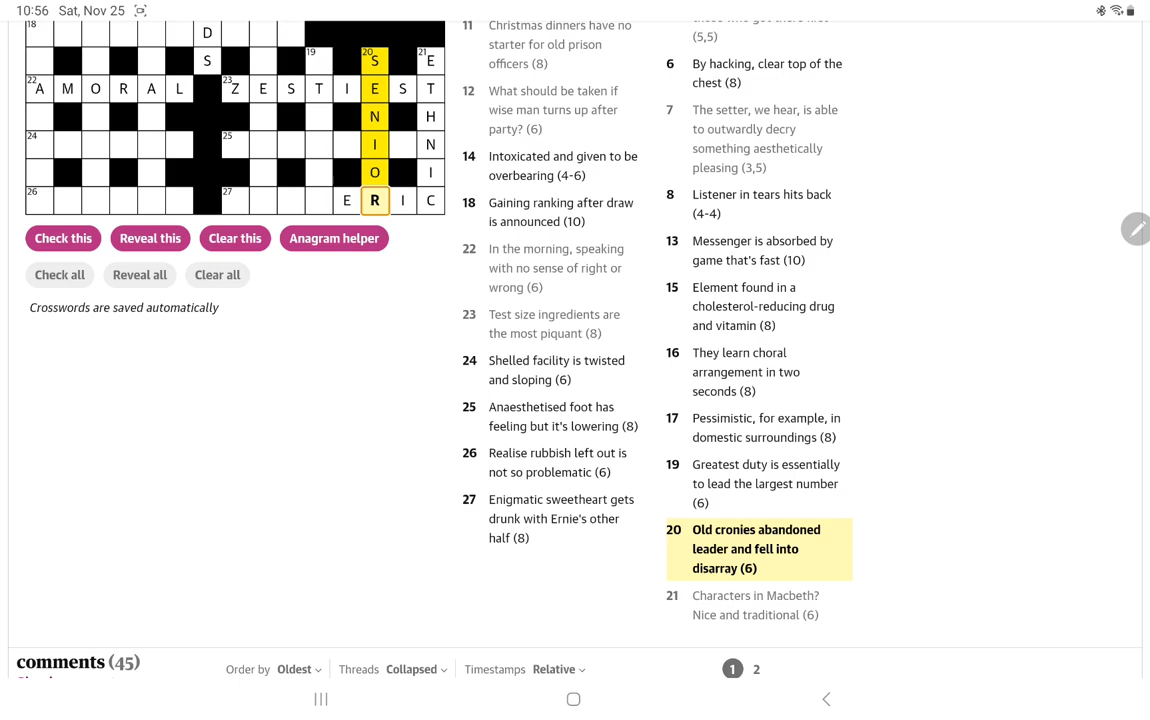 10:56 Sat, Nov 25
18 D
S 19 20 S 21 E
22 A M O R A L 23 Z E S T I E S T
N H
24 25 I N
O I
26 27 E R I C
Check this Reveal this Clear this Anagram helper
Check all Reveal all Clear all
Crosswords are saved automatically
11 Christmas dinners have no
starter for old prison
officers (8)
12 What should be taken if
wise man turns up after
party? (6)
14 Intoxicated and given to be
overbearing (4-6)
18 Gaining ranking after draw
is announced (10)
22 In the morning, speaking
with no sense of right or
wrong (6)
23 Test size ingredients are
the most piquant (8)
24 Shelled facility is twisted
and sloping (6)
25 Anaesthetised foot has
feeling but it's lowering (8)
26 Realise rubbish left out is
not so problematic (6)
27 Enigmatic sweetheart gets
drunk with Ernie's other
half (8)
(5,5)
6 By hacking, clear top of the
chest (8)
7 The setter, we hear, is able
to outwardly decry
something aesthetically
pleasing (3,5)
8 Listener in tears hits back
(4-4)
13 Messenger is absorbed by
game that's fast (10)
15 Element found in a
cholesterol-reducing drug
and vitamin (8)
16 They learn choral
arrangement in two
seconds (8)
17 Pessimistic, for example, in
domestic surroundings (8)
19 Greatest duty is essentially
to lead the largest number
(6)
20 Old cronies abandoned
leader and fell into
disarray (6)
21 Characters in Macbeth?
Nice and traditional (6)
comments (45)
Order by Oldest Threads Collapsed Timestamps Relative 1 2